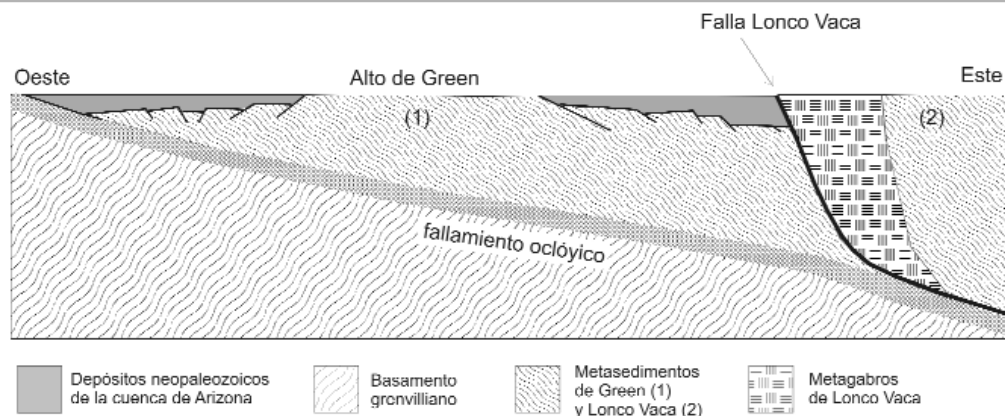 Falla Lonco Vaca
Oeste
Alto de Green
Este
(1)
(2)
fallamiento oclóyico
Depósitos neopaleozoicos
de la cuenca de Arizona
Basamento
grenvilliano
Metasedimentos
de Green (1)
y Lonco Vaca (2)
Metagabros
de Lonco Vaca